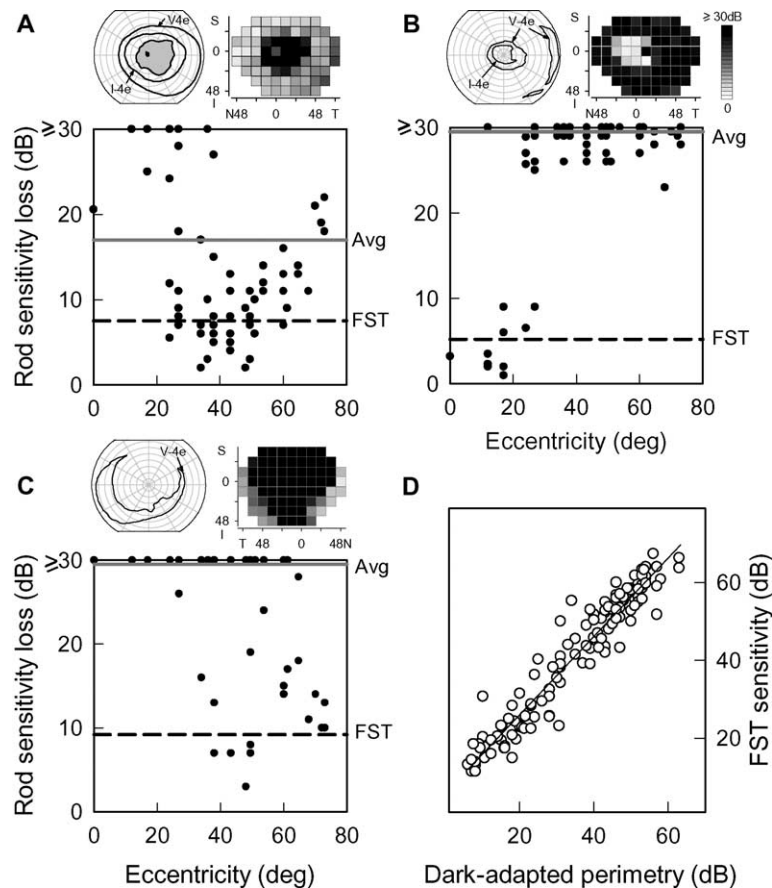 A
V4e
I-4e
S
0
48
I
N48 0 48 T
Rod sensitivity loss (dB)
⩾ 30
20
10
0
Avg
FST
0 20 40 60 80
B
V-4e
I-4e
S
0
48
I
N48 0 48 T
⩾ 30dB
0
⩾ 30
20
10
0
Avg
FST
0 20 40 60 80
Eccentricity (deg)
C
V-4e
S
0
48
I
T 48 0 48N
Rod sensitivity loss (dB)
⩾ 30
20
10
0
Avg
FST
0 20 40 60 80
Eccentricity (deg)
D
60
40
20
FST sensitivity (dB)
20 40 60
Dark-adapted perimetry (dB)